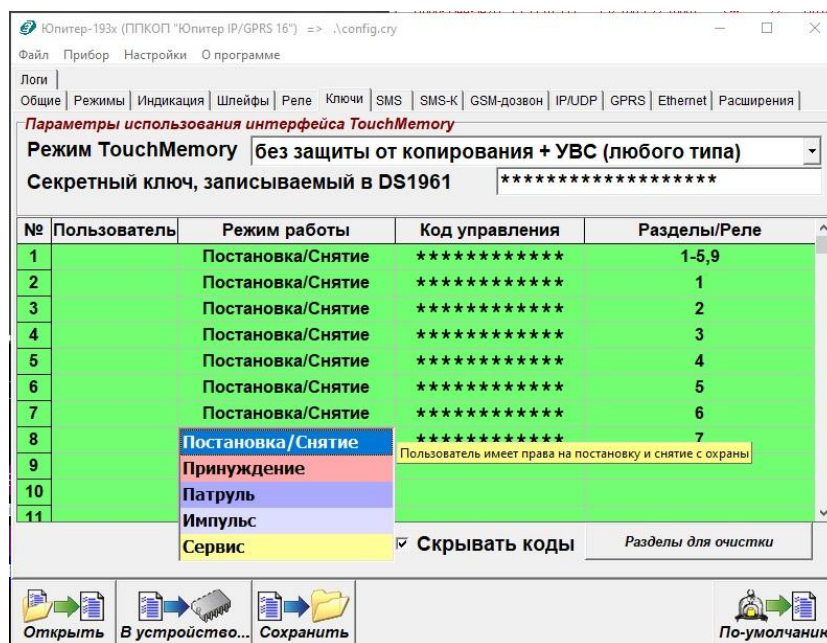 Юпитер-193x (ППКОП "Юпитер IP/GPRS 16") => .\config.cry
Файл Прибор Настройки О программе
Логи
Общие Режимы Индикация Шлейфы Реле Ключи SMS SMS-K GSM-дозвон IP/UDP GPRS Ethernet Расширения
Параметры использования интерфейса TouchMemory
Режим TouchMemory без защиты от копирования + УВС (любого типа)
Секретный ключ, записываемый в DS1961 *******************
№ Пользователь Режим работы Код управления Разделы/Реле
1 Постановка/Снятие ************ 1-5,9
2 Постановка/Снятие ************ 1
3 Постановка/Снятие ************ 2
4 Постановка/Снятие ************ 3
5 Постановка/Снятие ************ 4
6 Постановка/Снятие ************ 5
7 Постановка/Снятие ************ 6
8 Постановка/Снятие ************ 7
Пользователь имеет права на постановку и снятие с охраны
9 Принуждение
10 Патруль
11 Импульс
Сервис Скрывать коды Разделы для очистки
Открыть В устройство... Сохранить По-умолчанию